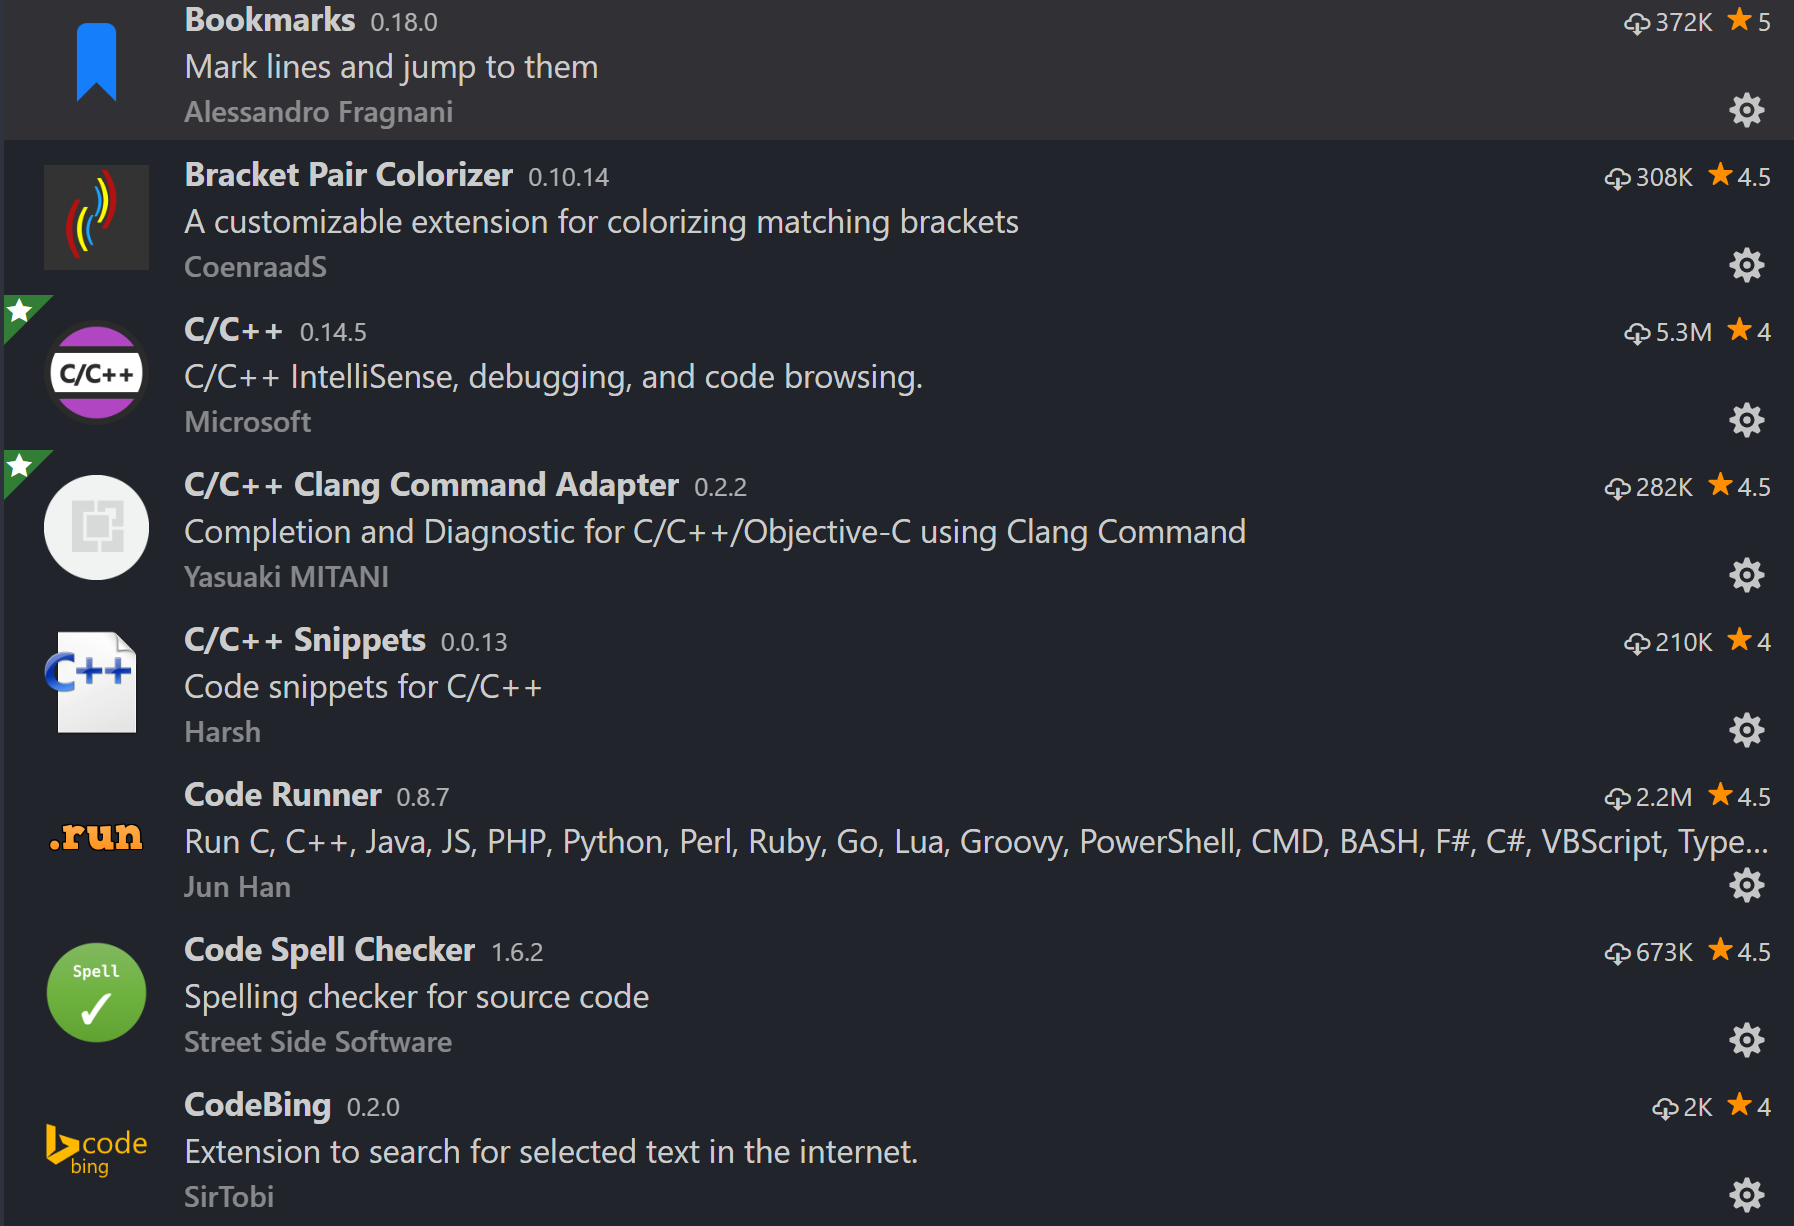 Bookmarks 0.18.0 372K 5
Mark lines and jump to them
Alessandro Fragnani
Bracket Pair Colorizer 0.10.14 308K 4.5
A customizable extension for colorizing matching brackets
CoenraadS
C/C++ 0.14.5 5.3M 4
C/C++
C/C++ IntelliSense, debugging, and code browsing.
Microsoft
C/C++ Clang Command Adapter 0.2.2 282K 4.5
Completion and Diagnostic for C/C++/Objective-C using Clang Command
Yasuaki MITANI
C/C++ Snippets 0.0.13 210K 4
C++
Code snippets for C/C++
Harsh
Code Runner 0.8.7 2.2M 4.5
.run
Run C, C++, Java, JS, PHP, Python, Perl, Ruby, Go, Lua, Groovy, PowerShell, CMD, BASH, F#, C#, VBScript, Type...
Jun Han
Code Spell Checker 1.6.2 673K 4.5
Spell
Spelling checker for source code
Street Side Software
CodeBing 0.2.0 2K 4
code
bing
Extension to search for selected text in the internet.
SirTobi